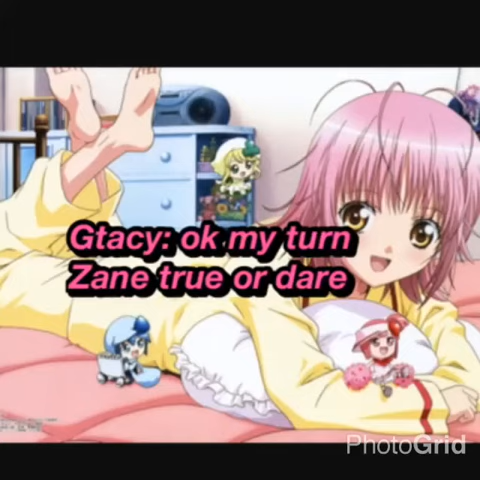 Gtacy: ok my turn
Zane true or dare
PhotoGrid